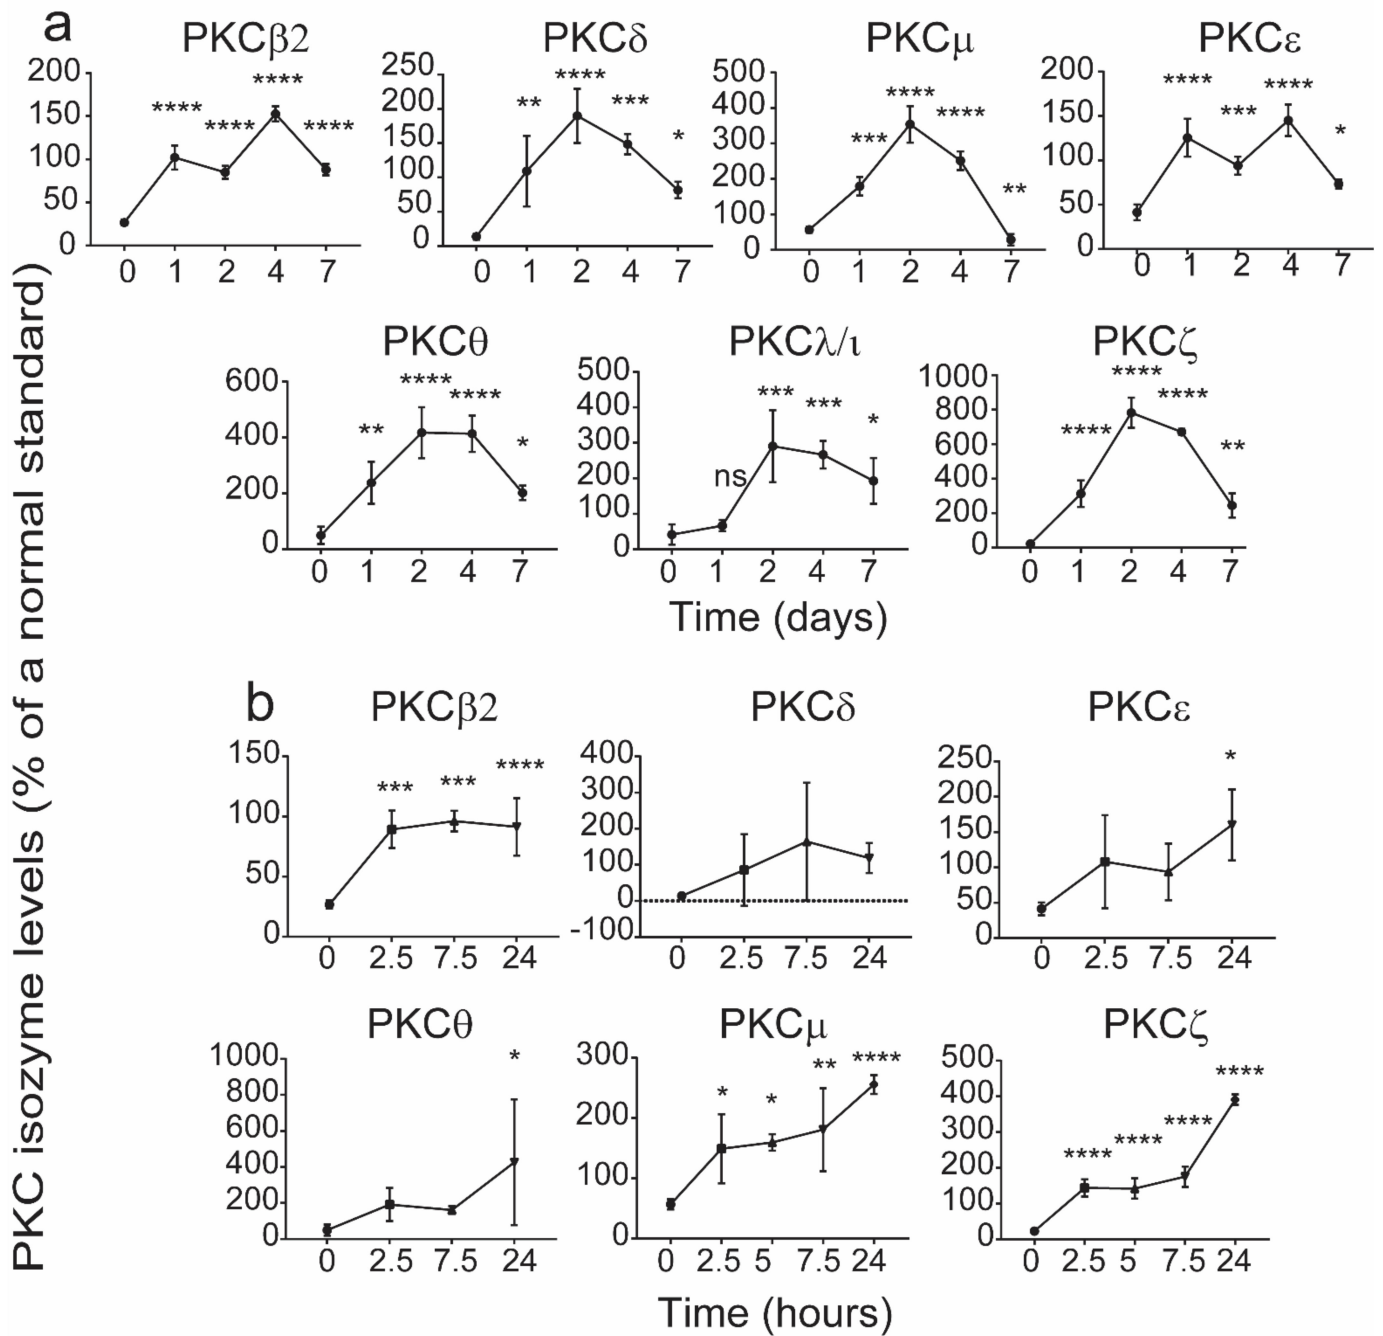 a
PKCβ2 PKCδ PKCμ PKCε
200 150 100 50 0
**** **** **** ****
0 1 2 4 7
250 200 150 100 50 0
** **** *** *
0 1 2 4 7
500 400 300 200 100 0
*** **** **** **
0 1 2 4 7
200 150 100 50 0
**** *** **** *
0 1 2 4 7
PKCθ PKCλ/ι PKCζ
600 400 200 0
** **** **** *
0 1 2 4 7
500 400 300 200 100 0
ns *** *** *
0 1 2 4 7
1000 800 600 400 200 0
**** **** **** **
0 1 2 4 7
Time (days)
PKC isozyme levels (% of a normal standard)
b
PKCβ2 PKCδ PKCε
150 100 50 0
*** *** ****
0 2.5 7.5 24
400 300 200 100 0 -100
0 2.5 7.5 24
250 200 150 100 50 0
*
0 2.5 7.5 24
PKCθ PKCμ PKCζ
1000 800 600 400 200 0
*
0 2.5 7.5 24
300 200 100 0
* * ** ****
0 2.5 5 7.5 24
500 400 300 200 100 0
**** **** **** ****
0 2.5 5 7.5 24
Time (hours)